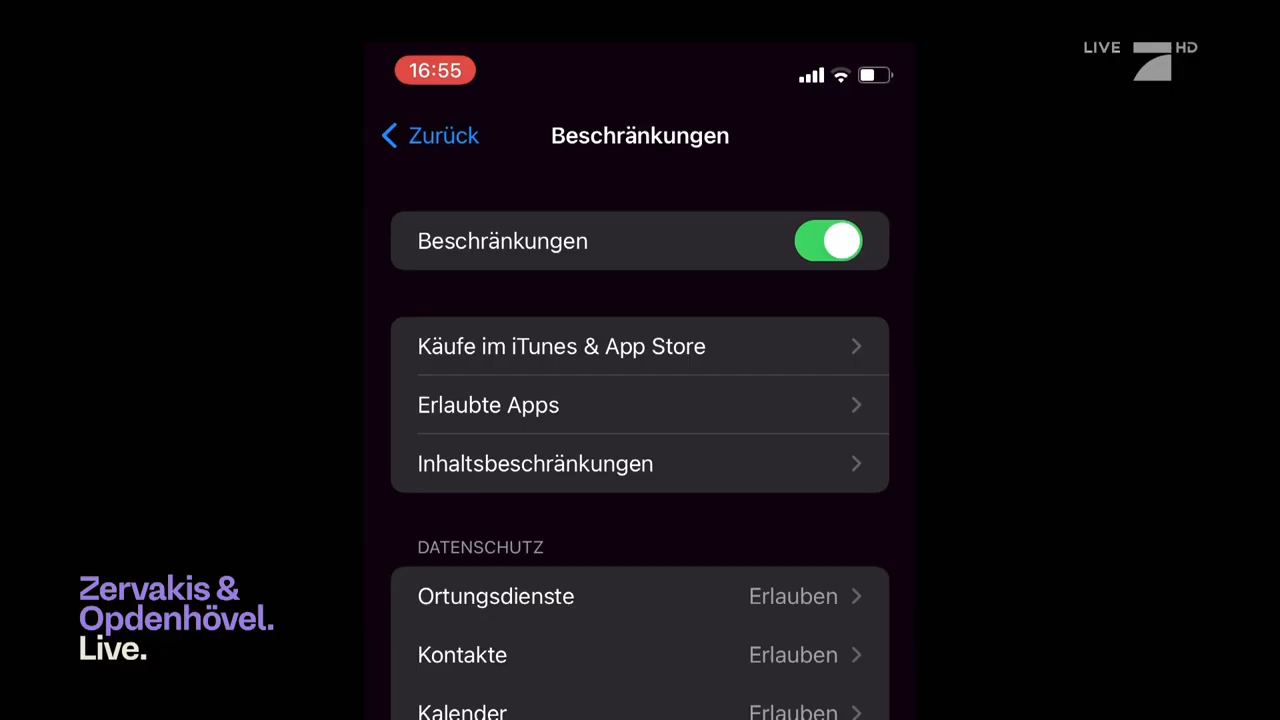 LIVE HD
16:55
Zurück
Beschränkungen
Beschränkungen
Käufe im iTunes & App Store
Erlaubte Apps
Inhaltsbeschränkungen
DATENSCHUTZ
Ortungsdienste Erlauben
Kontakte Erlauben
Kalender Erlauben
Zervakis &
Opdenhövel.
Live.